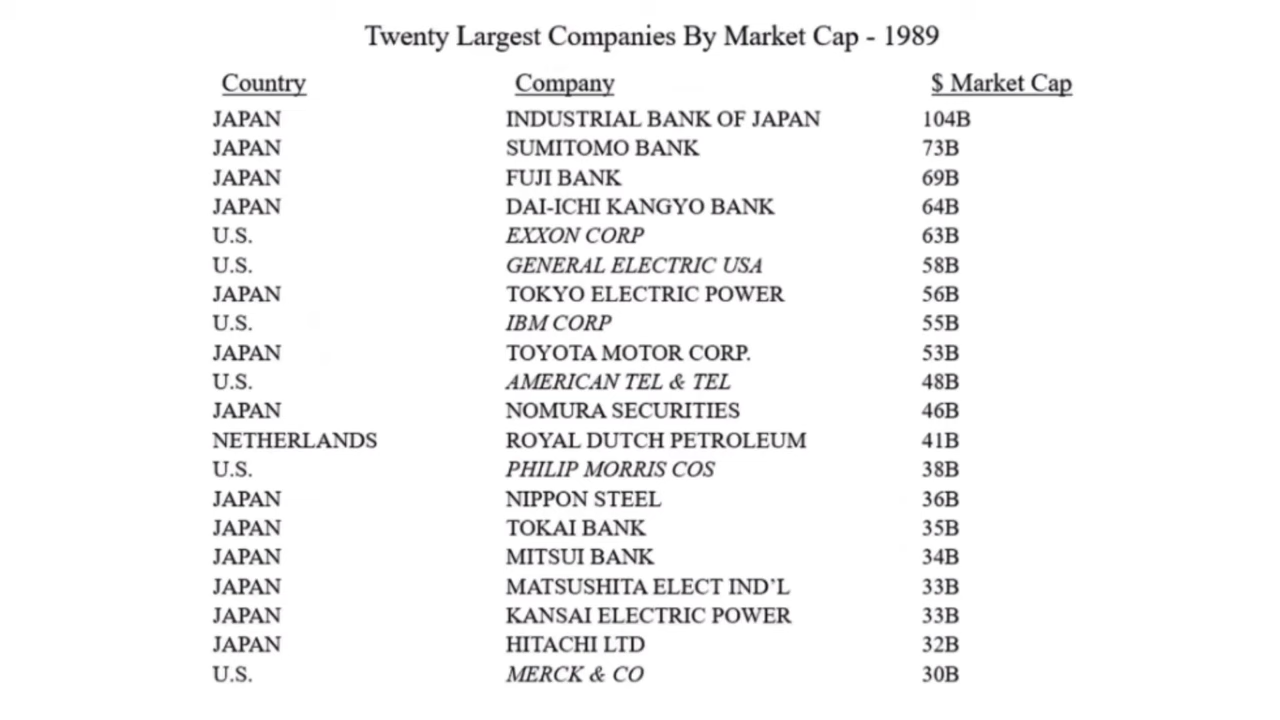 Twenty Largest Companies By Market Cap - 1989
Country Company $ Market Cap
JAPAN INDUSTRIAL BANK OF JAPAN 104B
JAPAN SUMITOMO BANK 73B
JAPAN FUJI BANK 69B
JAPAN DAI-ICHI KANGYO BANK 64B
U.S. EXXON CORP 63B
U.S. GENERAL ELECTRIC USA 58B
JAPAN TOKYO ELECTRIC POWER 56B
U.S. IBM CORP 55B
JAPAN TOYOTA MOTOR CORP. 53B
U.S. AMERICAN TEL & TEL 48B
JAPAN NOMURA SECURITIES 46B
NETHERLANDS ROYAL DUTCH PETROLEUM 41B
U.S. PHILIP MORRIS COS 38B
JAPAN NIPPON STEEL 36B
JAPAN TOKAI BANK 35B
JAPAN MITSUI BANK 34B
JAPAN MATSUSHITA ELECT IND’L 33B
JAPAN KANSAI ELECTRIC POWER 33B
JAPAN HITACHI LTD 32B
U.S. MERCK & CO 30B